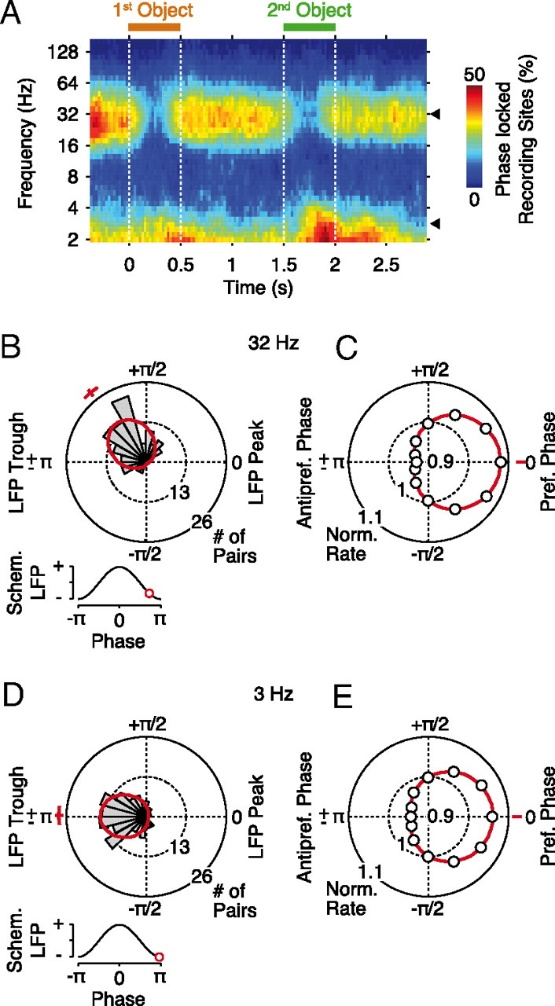 A
1st Object
2nd Object
Frequency (Hz)
128
64
32
16
8
4
2
0
0.5
1
1.5
2
2.5
Time (s)
50
0
Phase locked
Recording Sites (%)
B
32 Hz
C
+π/2
LFP Trough
±π
0
LFP Peak
13
26
# of
Pairs
-π/2
+π/2
Antipref. Phase
±π
0.9
1
1.1
Norm.
Rate
0
Pref. Phase
-π/2
Schem.
LFP
+
-
-π
0
π
Phase
D
3 Hz
E
+π/2
LFP Trough
±π
0
LFP Peak
13
26
# of
Pairs
-π/2
+π/2
Antipref. Phase
±π
0.9
1
1.1
Norm.
Rate
0
Pref. Phase
-π/2
Schem.
LFP
+
-
-π
0
π
Phase